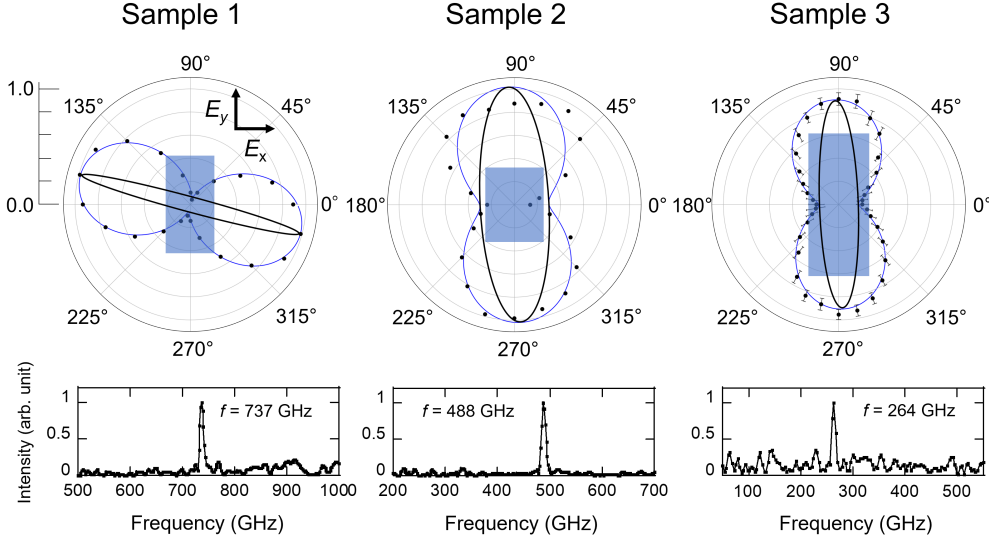 Sample 1 Sample 2 Sample 3
90° 90° 90°
1.0 135° 45° 135° 45° 135° 45°
Ey
Ex
0.0 0° 180° 0° 180° 0°
225° 315° 225° 315° 225° 315°
270° 270° 270°
Intensity (arb. unit)
1 f = 737 GHz 1 f = 488 GHz 1 f = 264 GHz
0.5 0.5 0.5
0 0 0
500 600 700 800 900 1000 200 300 400 500 600 700 100 200 300 400 500
Frequency (GHz) Frequency (GHz) Frequency (GHz)